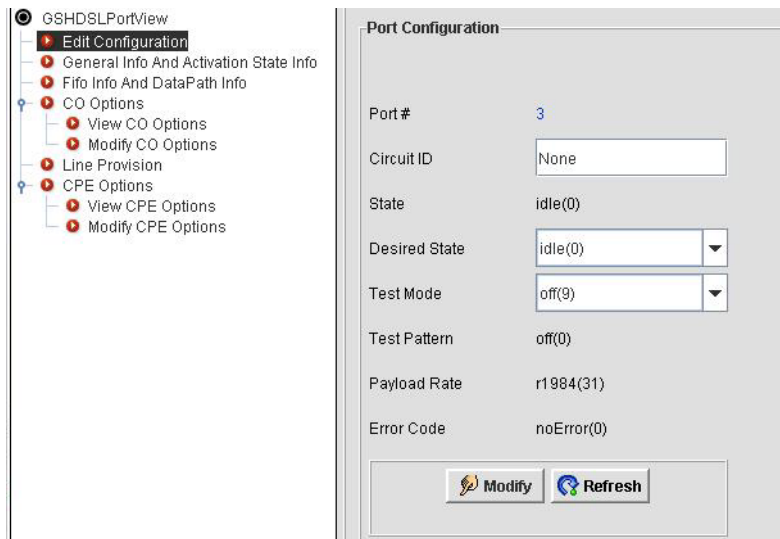 GSHDSLPortView
Edit Configuration
General Info And Activation State Info
Fifo Info And DataPath Info
CO Options
View CO Options
Modify CO Options
Line Provision
CPE Options
View CPE Options
Modify CPE Options
Port Configuration
Port # 3
Circuit ID None
State idle(0)
Desired State idle(0)
Test Mode off(9)
Test Pattern off(0)
Payload Rate r1984(31)
Error Code noError(0)
Modify Refresh